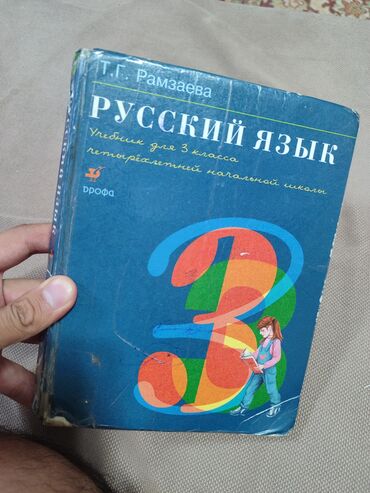 Т.Г. Рамзаева
РУССКИЙ ЯЗЫК
Учебник для 3 класса
четырёхлетней начальной школы
дрофа
3